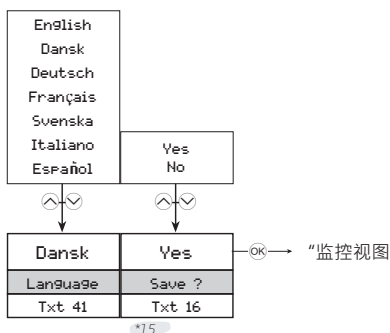 English
Dansk
Deutsch
Français
Svenska
Italiano
Español
Yes
No
Dansk
Yes
OK
"监控视图
Language
Save ?
Txt 41
Txt 16
*15